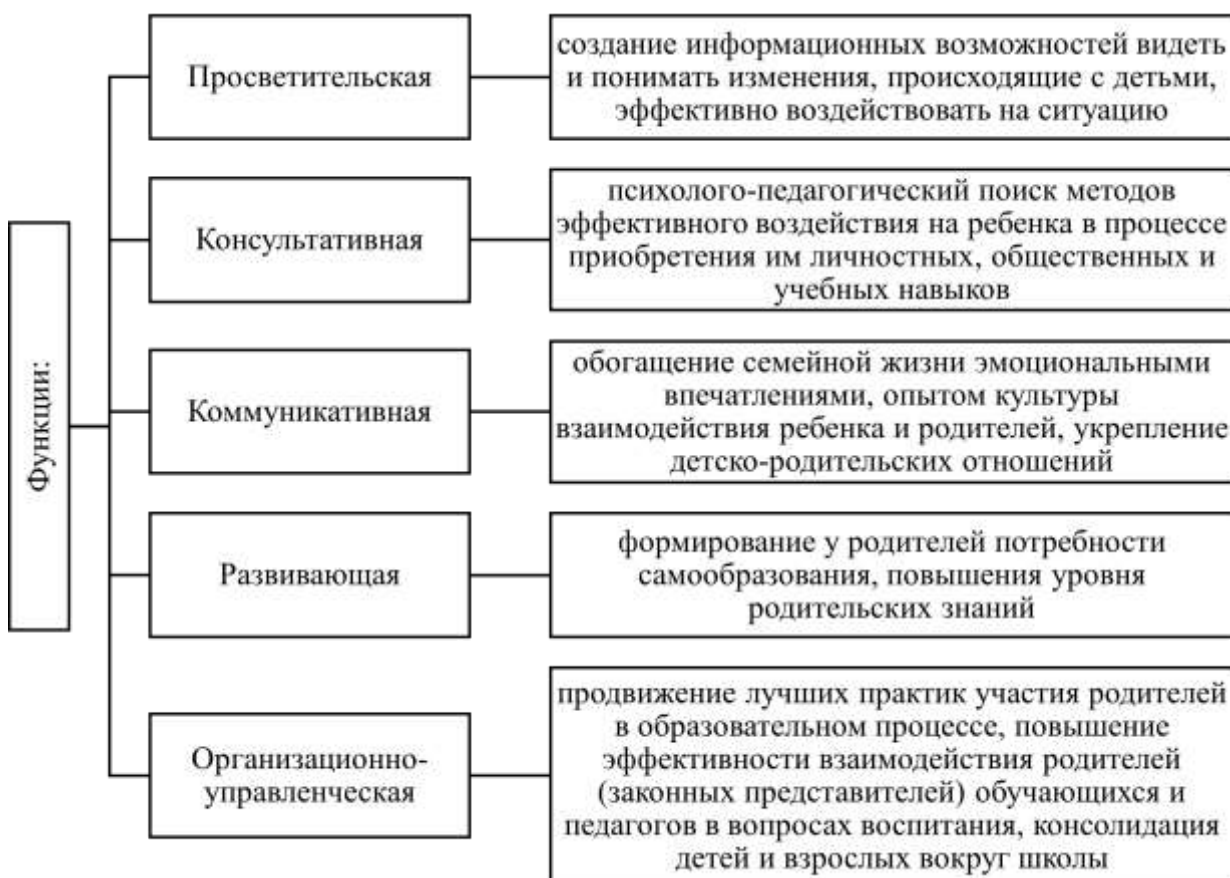 Функции:
Просветительская
создание информационных возможностей видеть
и понимать изменения, происходящие с детьми,
эффективно воздействовать на ситуацию
Консультативная
психолого-педагогический поиск методов
эффективного воздействия на ребенка в процессе
приобретения им личностных, общественных и
учебных навыков
Коммуникативная
обогащение семейной жизни эмоциональными
впечатлениями, опытом культуры
взаимодействия ребенка и родителей, укрепление
детско-родительских отношений
Развивающая
формирование у родителей потребности
самообразования, повышения уровня
родительских знаний
Организационно-
управленческая
продвижение лучших практик участия родителей
в образовательном процессе, повышение
эффективности взаимодействия родителей
(законных представителей) обучающихся и
педагогов в вопросах воспитания, консолидация
детей и взрослых вокруг школы